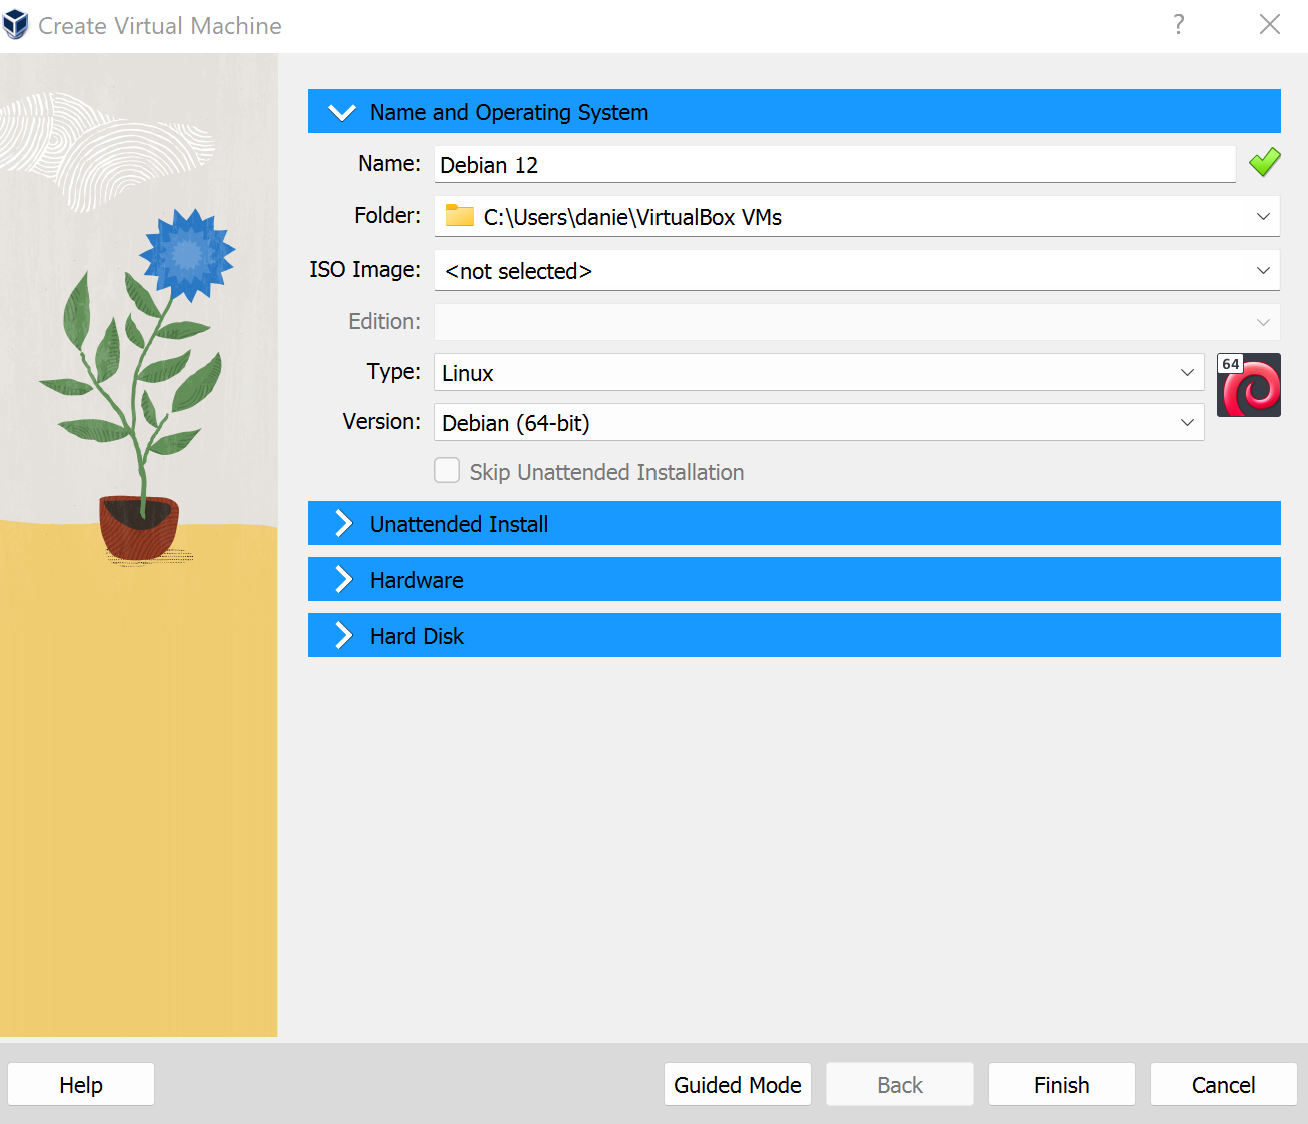 Create Virtual Machine
?
Name and Operating System
Name: Debian 12
Folder: C:\Users\danie\VirtualBox VMs
ISO Image: <not selected>
Edition:
Type: Linux
64
Version: Debian (64-bit)
Skip Unattended Installation
Unattended Install
Hardware
Hard Disk
Help Guided Mode Back Finish Cancel